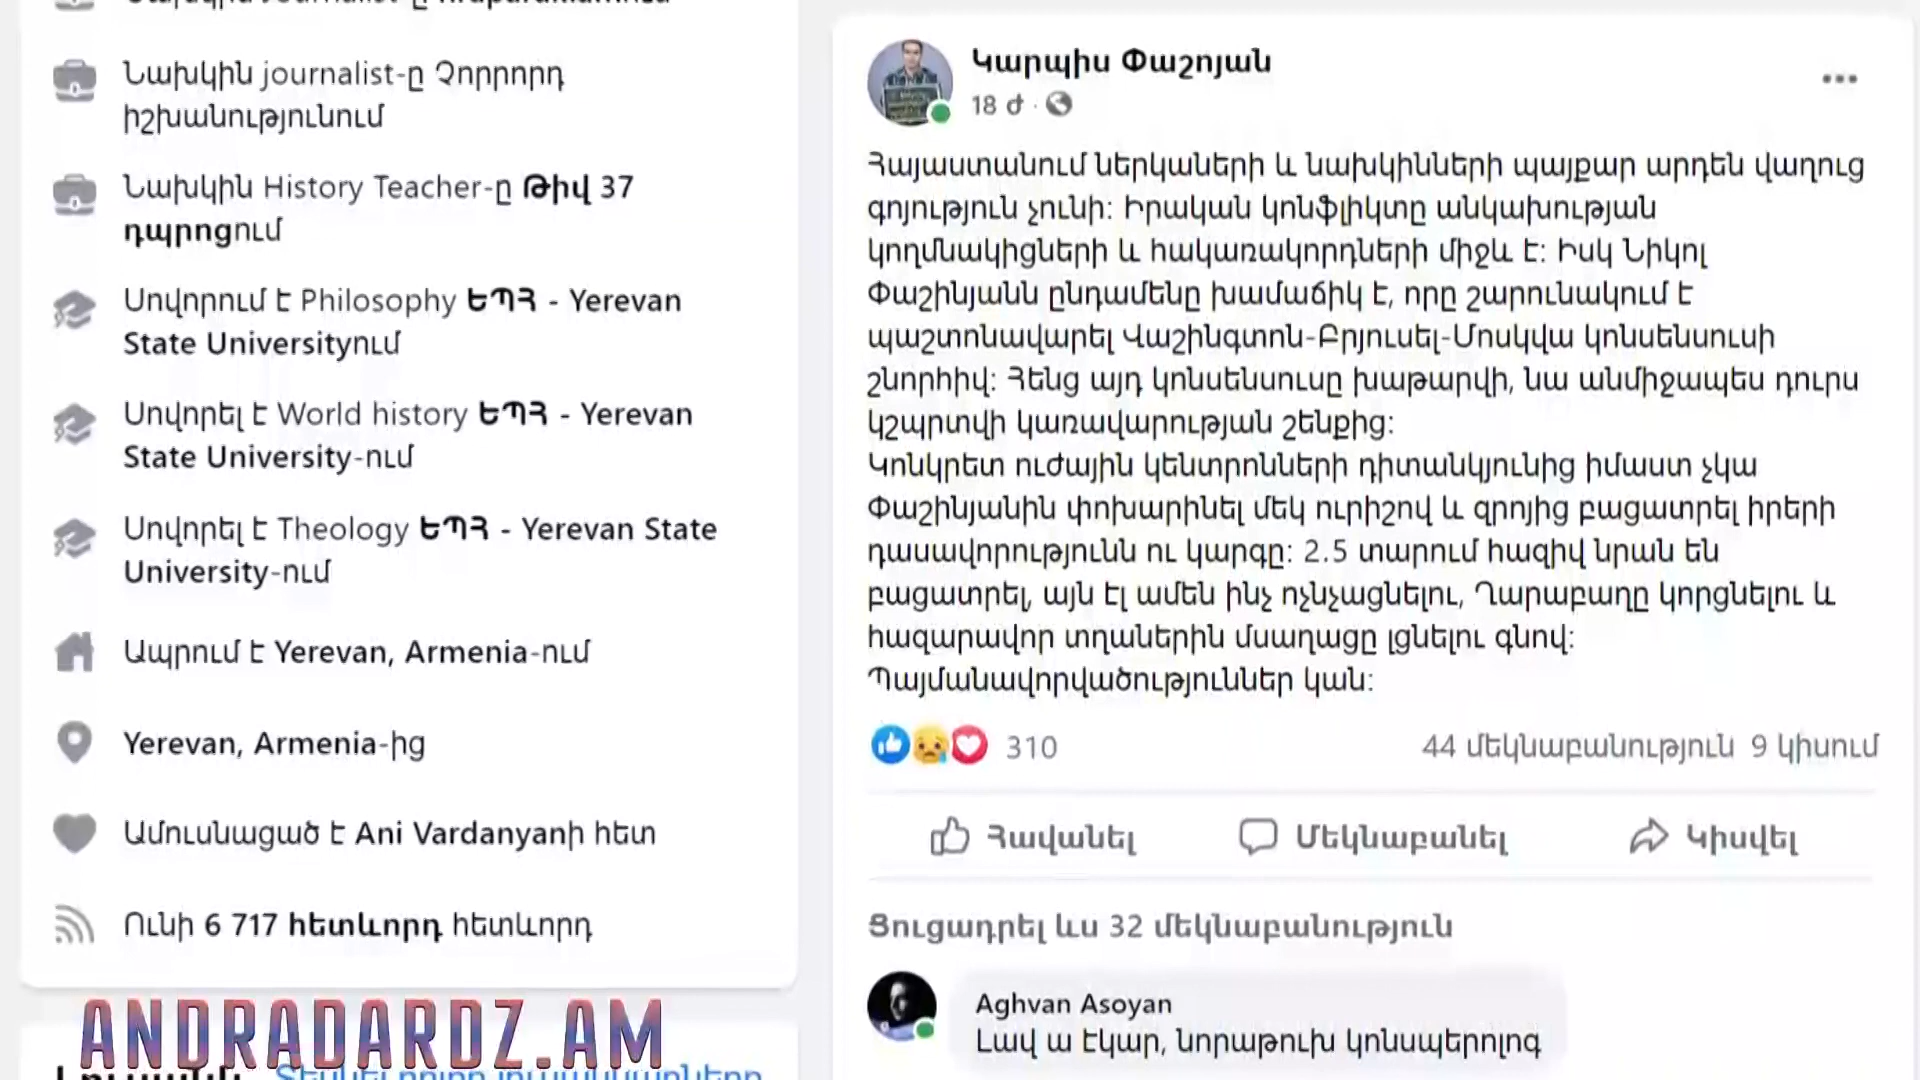 Նախկին journalist-ը Չորրորդ
իշխանությունում
Նախկին History Teacher-ը Թիվ 37
դպրոցում
Սովորում է Philosophy ԵՊՀ - Yerevan
State Universityում
Սովորել է World history ԵՊՀ - Yerevan
State University-ում
Սովորել է Theology ԵՊՀ - Yerevan State
University-ում
Ապրում է Yerevan, Armenia-ում
Yerevan, Armenia-ից
Ամուսնացած է Ani Vardanyanի հետ
Ունի 6 717 հետևորդ հետևորդ
ANDRADARDZ.AM
Կարպիս Փաշոյան
18 ժ
Հայաստանում ներկաների և նախկինների պայքար արդեն վաղուց
գոյություն չունի: Իրական կոնֆլիկտը անկախության
կողմնակիցների և հակառակորդների միջև է: Իսկ Նիկոլ
Փաշինյանն ընդամենը խամաճիկ է, որը շարունակում է
պաշտոնավարել Վաշինգտոն-Բրյուսել-Մոսկվա կոնսենսուսի
շնորհիվ: Հենց այդ կոնսենսուսը խաթարվի, նա անմիջապես դուրս
կշպրտվի կառավարության շենքից:
Կոնկրետ ուժային կենտրոնների դիտանկյունից իմաստ չկա
Փաշինյանին փոխարինել մեկ ուրիշով և զրոյից բացատրել իրերի
դասավորությունն ու կարգը: 2.5 տարում հազիվ նրան են
բացատրել, այն էլ ամեն ինչ ոչնչացնելու, Ղարաբաղը կորցնելու և
հազարավոր տղաներին մսաղացը լցնելու գնով:
Պայմանավորվածություններ կան:
310
44 մեկնաբանություն 9 կիսում
Հավանել
Մեկնաբանել
Կիսվել
Ցուցադրել ևս 32 մեկնաբանություն
Aghvan Asoyan
Լավ ա էկար, նորաթուխ կոնսպերոլոգ